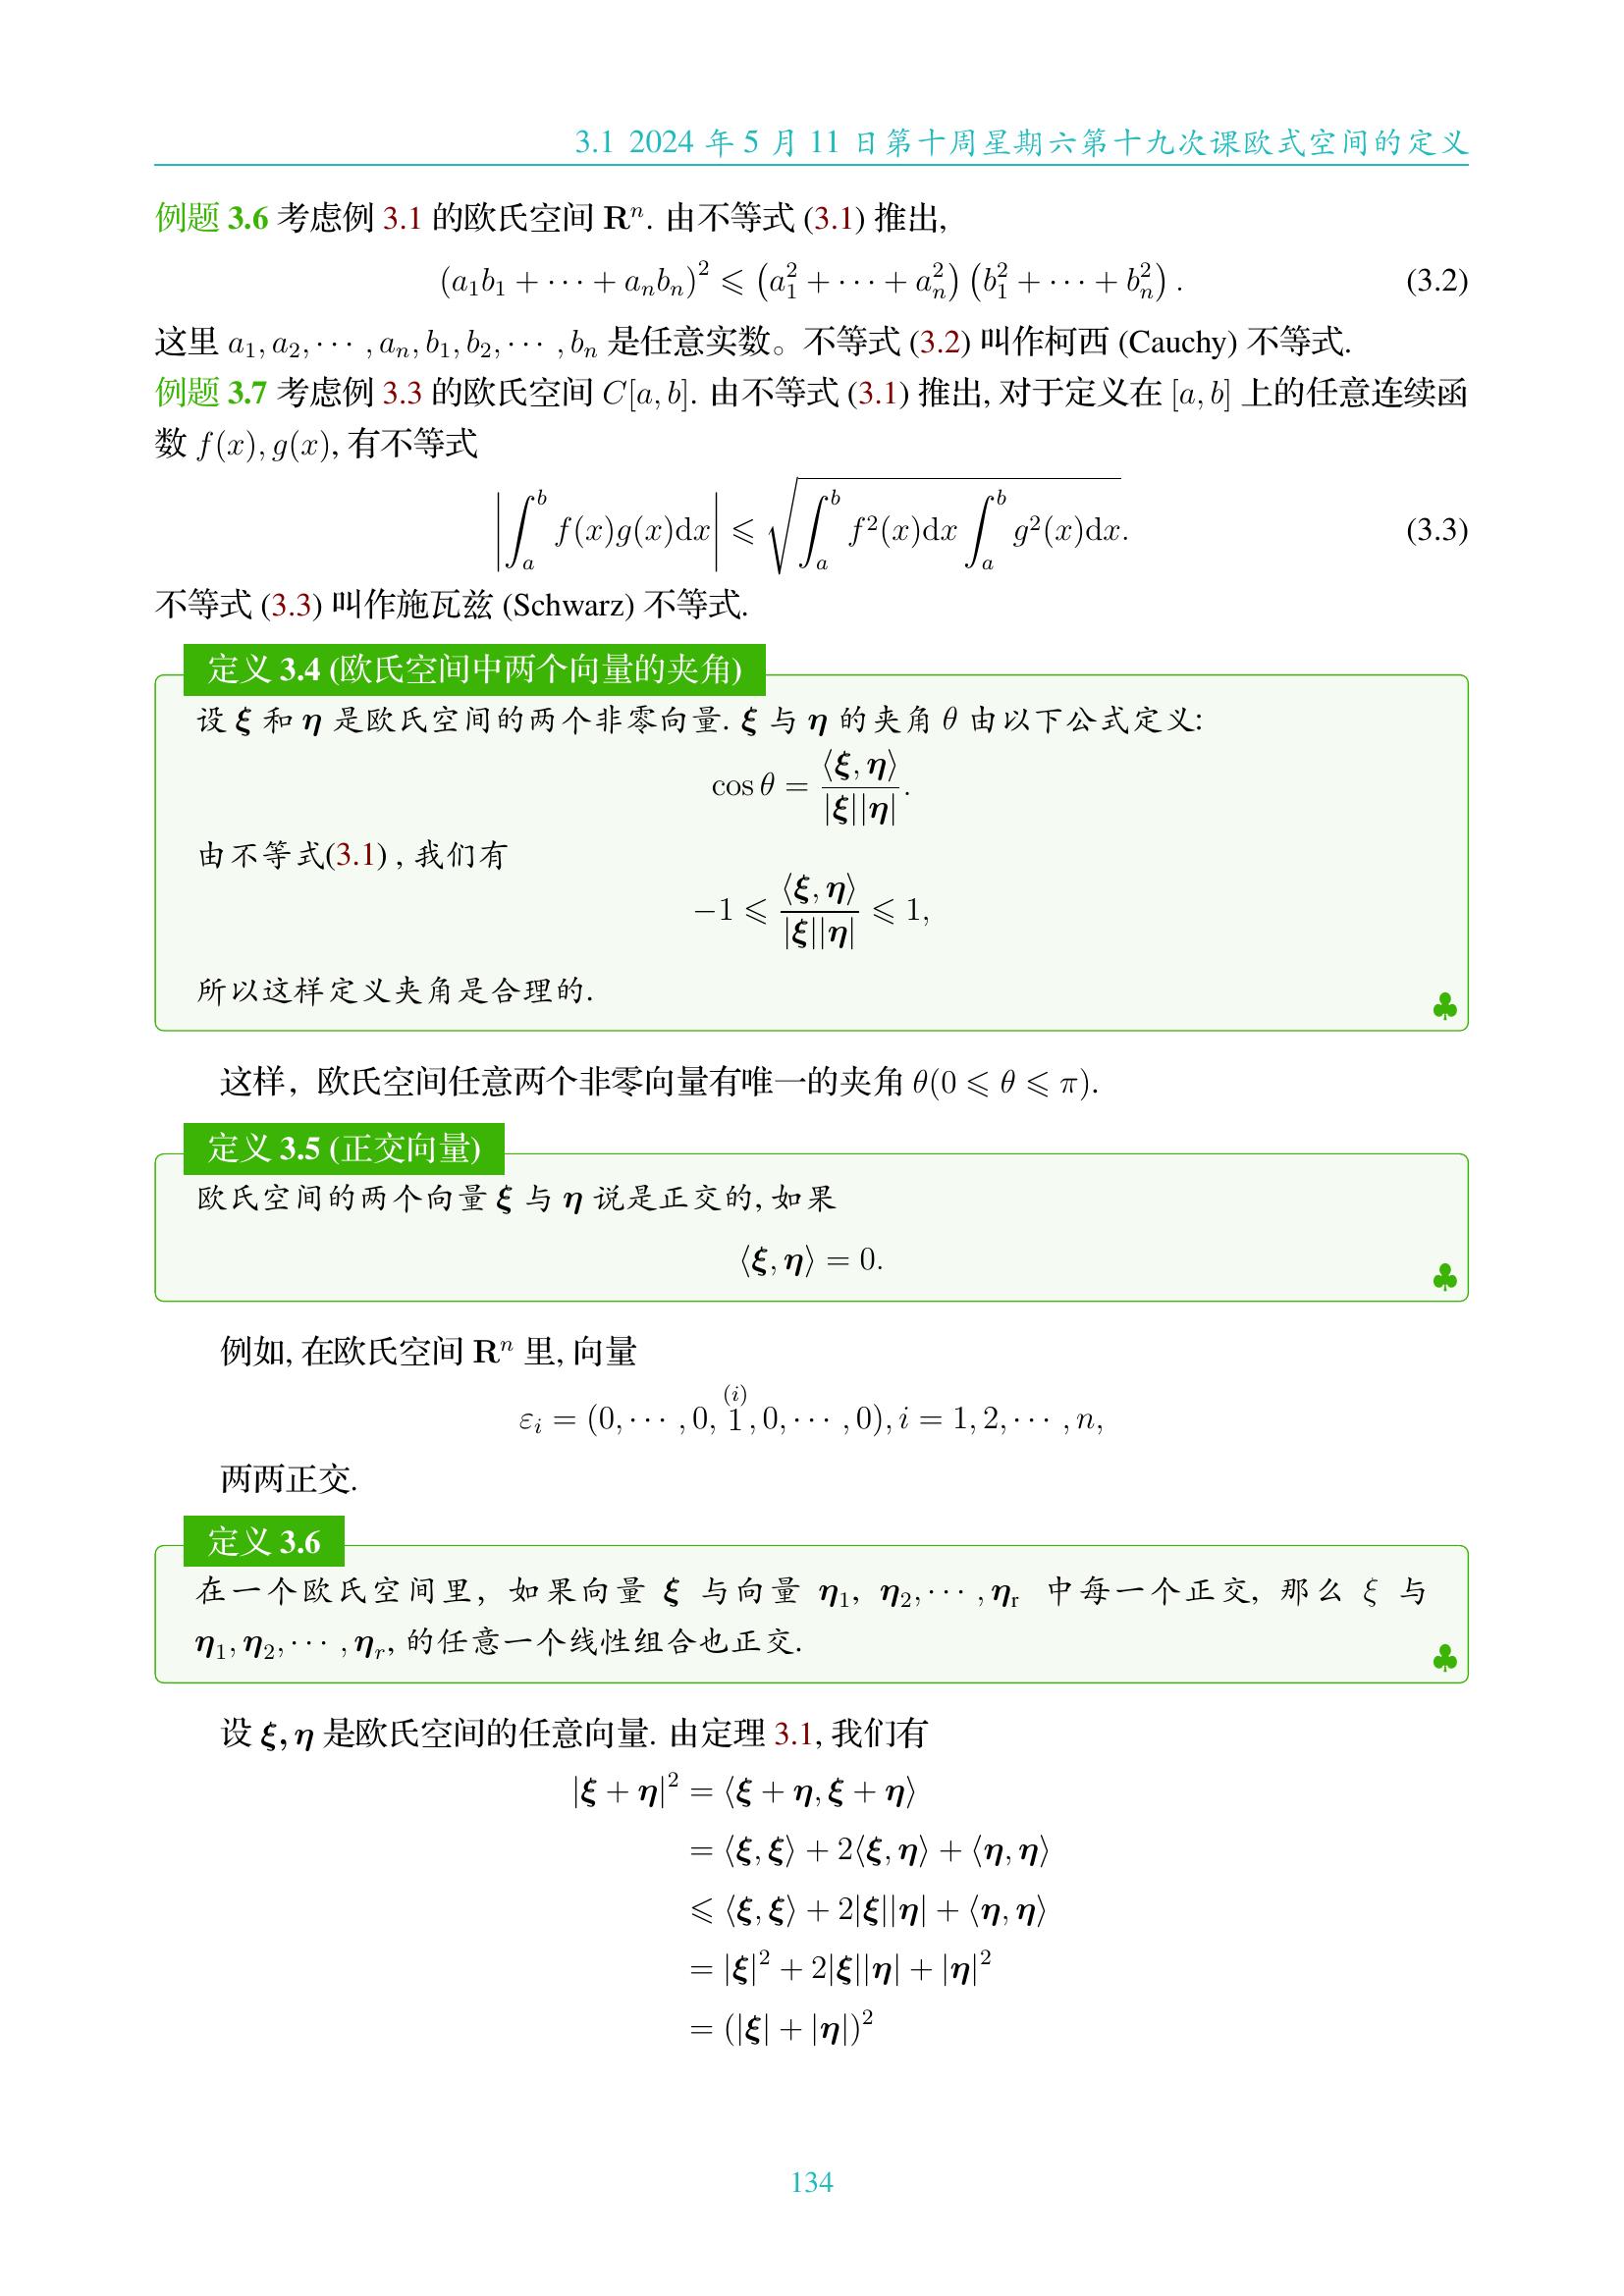 3.1 2024 年 5 月 11 日第十周星期六第十九次课欧式空间的定义
例题 3.6 考虑例 3.1 的欧氏空间 $\mathbf{R}^n$. 由不等式 (3.1) 推出,
$(a_1b_1 + \cdots + a_nb_n)^2 \leqslant (a_1^2 + \cdots + a_n^2)(b_1^2 + \cdots + b_n^2).$ (3.2)
这里 $a_1, a_2, \cdots, a_n, b_1, b_2, \cdots, b_n$ 是任意实数。不等式 (3.2) 叫作柯西 (Cauchy) 不等式.
例题 3.7 考虑例 3.3 的欧氏空间 $C[a, b]$. 由不等式 (3.1) 推出, 对于定义在 $[a, b]$ 上的任意连续函
数 $f(x), g(x)$, 有不等式
$\left|\int_a^b f(x)g(x)\mathrm{d}x\right| \leqslant \sqrt{\int_a^b f^2(x)\mathrm{d}x \int_a^b g^2(x)\mathrm{d}x}.$ (3.3)
不等式 (3.3) 叫作施瓦兹 (Schwarz) 不等式.
定义 3.4 (欧氏空间中两个向量的夹角)
设 $\boldsymbol{\xi}$ 和 $\boldsymbol{\eta}$ 是欧氏空间的两个非零向量. $\boldsymbol{\xi}$ 与 $\boldsymbol{\eta}$ 的夹角 $\theta$ 由以下公式定义:
$\cos\theta = \frac{\langle\boldsymbol{\xi}, \boldsymbol{\eta}\rangle}{|\boldsymbol{\xi}||\boldsymbol{\eta}|}.$
由不等式(3.1) , 我们有
$-1 \leqslant \frac{\langle\boldsymbol{\xi}, \boldsymbol{\eta}\rangle}{|\boldsymbol{\xi}||\boldsymbol{\eta}|} \leqslant 1,$
所以这样定义夹角是合理的.
♣
这样，欧氏空间任意两个非零向量有唯一的夹角 $\theta(0 \leqslant \theta \leqslant \pi)$.
定义 3.5 (正交向量)
欧氏空间的两个向量 $\boldsymbol{\xi}$ 与 $\boldsymbol{\eta}$ 说是正交的, 如果
$\langle\boldsymbol{\xi}, \boldsymbol{\eta}\rangle = 0.$
♣
例如, 在欧氏空间 $\mathbf{R}^n$ 里, 向量
$\varepsilon_i = (0, \cdots, 0, \overset{(i)}{1}, 0, \cdots, 0), i = 1, 2, \cdots, n,$
两两正交.
定义 3.6
在一个欧氏空间里，如果向量 $\boldsymbol{\xi}$ 与向量 $\boldsymbol{\eta}_1, \boldsymbol{\eta}_2, \cdots, \boldsymbol{\eta}_{\mathrm{r}}$ 中每一个正交, 那么 $\xi$ 与
$\boldsymbol{\eta}_1, \boldsymbol{\eta}_2, \cdots, \boldsymbol{\eta}_r$, 的任意一个线性组合也正交.
♣
设 $\boldsymbol{\xi}, \boldsymbol{\eta}$ 是欧氏空间的任意向量. 由定理 3.1, 我们有
$|\boldsymbol{\xi} + \boldsymbol{\eta}|^2 = \langle\boldsymbol{\xi} + \boldsymbol{\eta}, \boldsymbol{\xi} + \boldsymbol{\eta}\rangle$
$= \langle\boldsymbol{\xi}, \boldsymbol{\xi}\rangle + 2\langle\boldsymbol{\xi}, \boldsymbol{\eta}\rangle + \langle\boldsymbol{\eta}, \boldsymbol{\eta}\rangle$
$\leqslant \langle\boldsymbol{\xi}, \boldsymbol{\xi}\rangle + 2|\boldsymbol{\xi}||\boldsymbol{\eta}| + \langle\boldsymbol{\eta}, \boldsymbol{\eta}\rangle$
$= |\boldsymbol{\xi}|^2 + 2|\boldsymbol{\xi}||\boldsymbol{\eta}| + |\boldsymbol{\eta}|^2$
$= (|\boldsymbol{\xi}| + |\boldsymbol{\eta}|)^2$
134